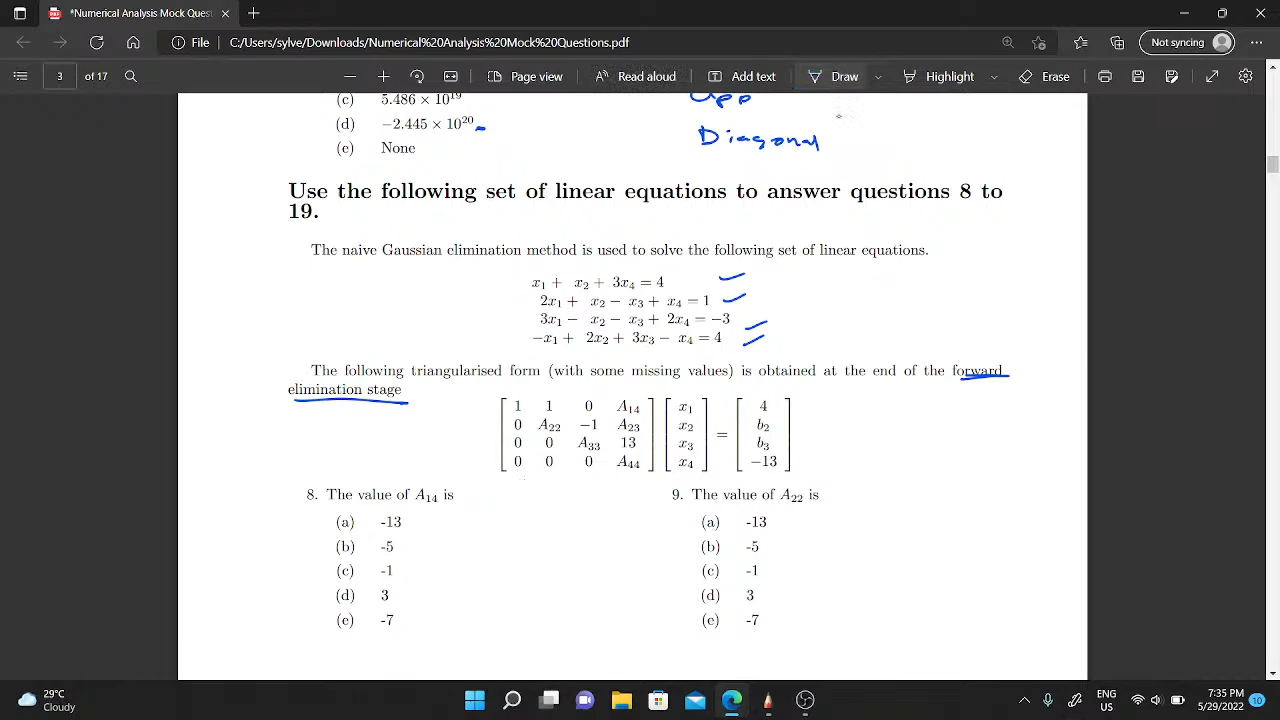 *Numerical Analysis Mock Quest
File
C:/Users/sylve/Downloads/Numerical%20Analysis%20Mock%20Questions.pdf
Not syncing
3 of 17
Page view
Read aloud
Add text
Draw
Highlight
Erase
(c) 5.486 × 10^19
(d) −2.445 × 10^20
(e) None
Upp
Diagonal
Use the following set of linear equations to answer questions 8 to
19.
The naive Gaussian elimination method is used to solve the following set of linear equations.
x1 + x2 + 3x4 = 4
2x1 + x2 − x3 + x4 = 1
3x1 − x2 − x3 + 2x4 = −3
−x1 + 2x2 + 3x3 − x4 = 4
The following triangularised form (with some missing values) is obtained at the end of the forward
elimination stage
1 1 0 A14 x1 4
0 A22 −1 A23 x2 b2
0 0 A33 13 x3 b3
0 0 0 A44 x4 −13
=
8. The value of A14 is
(a) -13
(b) -5
(c) -1
(d) 3
(e) -7
9. The value of A22 is
(a) -13
(b) -5
(c) -1
(d) 3
(e) -7
29°C
Cloudy
ENG
US
7:35 PM
5/29/2022
10